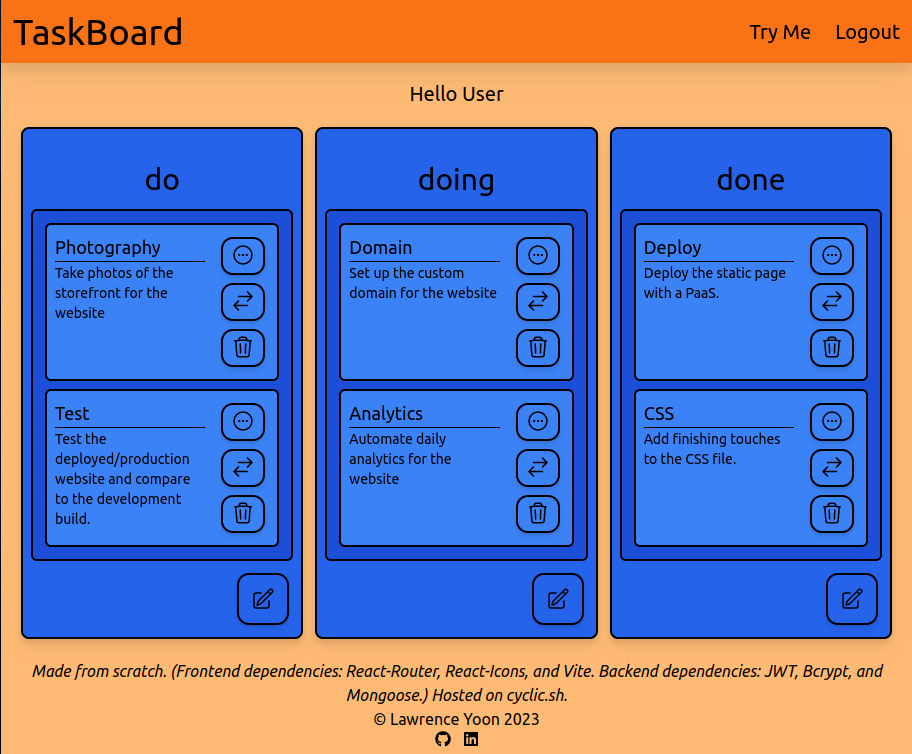 TaskBoard
Try Me
Logout
Hello User
do
Photography
Take photos of the
storefront for the
website
Test
Test the
deployed/production
website and compare
to the development
build.
doing
Domain
Set up the custom
domain for the website
Analytics
Automate daily
analytics for the
website
done
Deploy
Deploy the static page
with a PaaS.
CSS
Add finishing touches
to the CSS file.
Made from scratch. (Frontend dependencies: React-Router, React-Icons, and Vite. Backend dependencies: JWT, Bcrypt, and
Mongoose.) Hosted on cyclic.sh.
© Lawrence Yoon 2023